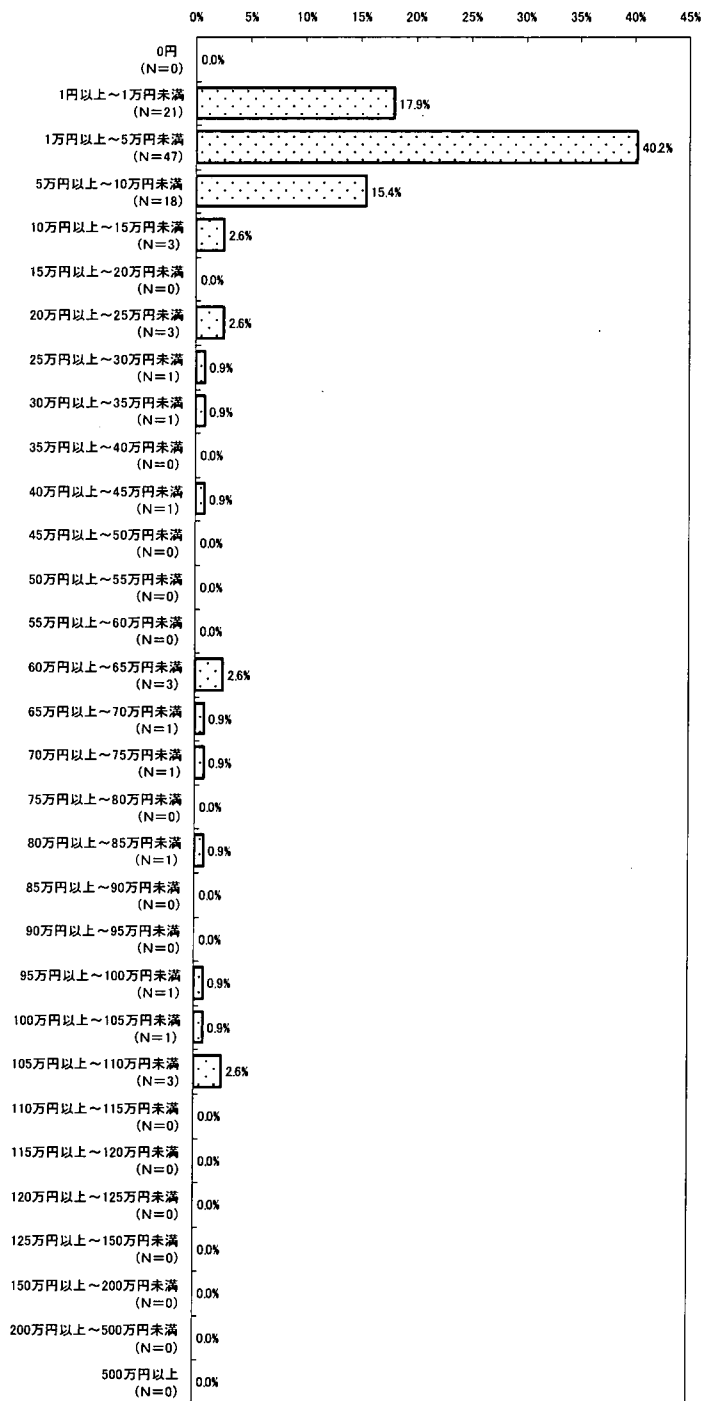 0% 5% 10% 15% 20% 25% 30% 35% 40% 45%
0円
(N=0) 0.0%
1円以上～1万円未満
(N=21) 17.9%
1万円以上～5万円未満
(N=47) 40.2%
5万円以上～10万円未満
(N=18) 15.4%
10万円以上～15万円未満
(N=3) 2.6%
15万円以上～20万円未満
(N=0) 0.0%
20万円以上～25万円未満
(N=3) 2.6%
25万円以上～30万円未満
(N=1) 0.9%
30万円以上～35万円未満
(N=1) 0.9%
35万円以上～40万円未満
(N=0) 0.0%
40万円以上～45万円未満
(N=1) 0.9%
45万円以上～50万円未満
(N=0) 0.0%
50万円以上～55万円未満
(N=0) 0.0%
55万円以上～60万円未満
(N=0) 0.0%
60万円以上～65万円未満
(N=3) 2.6%
65万円以上～70万円未満
(N=1) 0.9%
70万円以上～75万円未満
(N=1) 0.9%
75万円以上～80万円未満
(N=0) 0.0%
80万円以上～85万円未満
(N=1) 0.9%
85万円以上～90万円未満
(N=0) 0.0%
90万円以上～95万円未満
(N=0) 0.0%
95万円以上～100万円未満
(N=1) 0.9%
100万円以上～105万円未満
(N=1) 0.9%
105万円以上～110万円未満
(N=3) 2.6%
110万円以上～115万円未満
(N=0) 0.0%
115万円以上～120万円未満
(N=0) 0.0%
120万円以上～125万円未満
(N=0) 0.0%
125万円以上～150万円未満
(N=0) 0.0%
150万円以上～200万円未満
(N=0) 0.0%
200万円以上～500万円未満
(N=0) 0.0%
500万円以上
(N=0) 0.0%